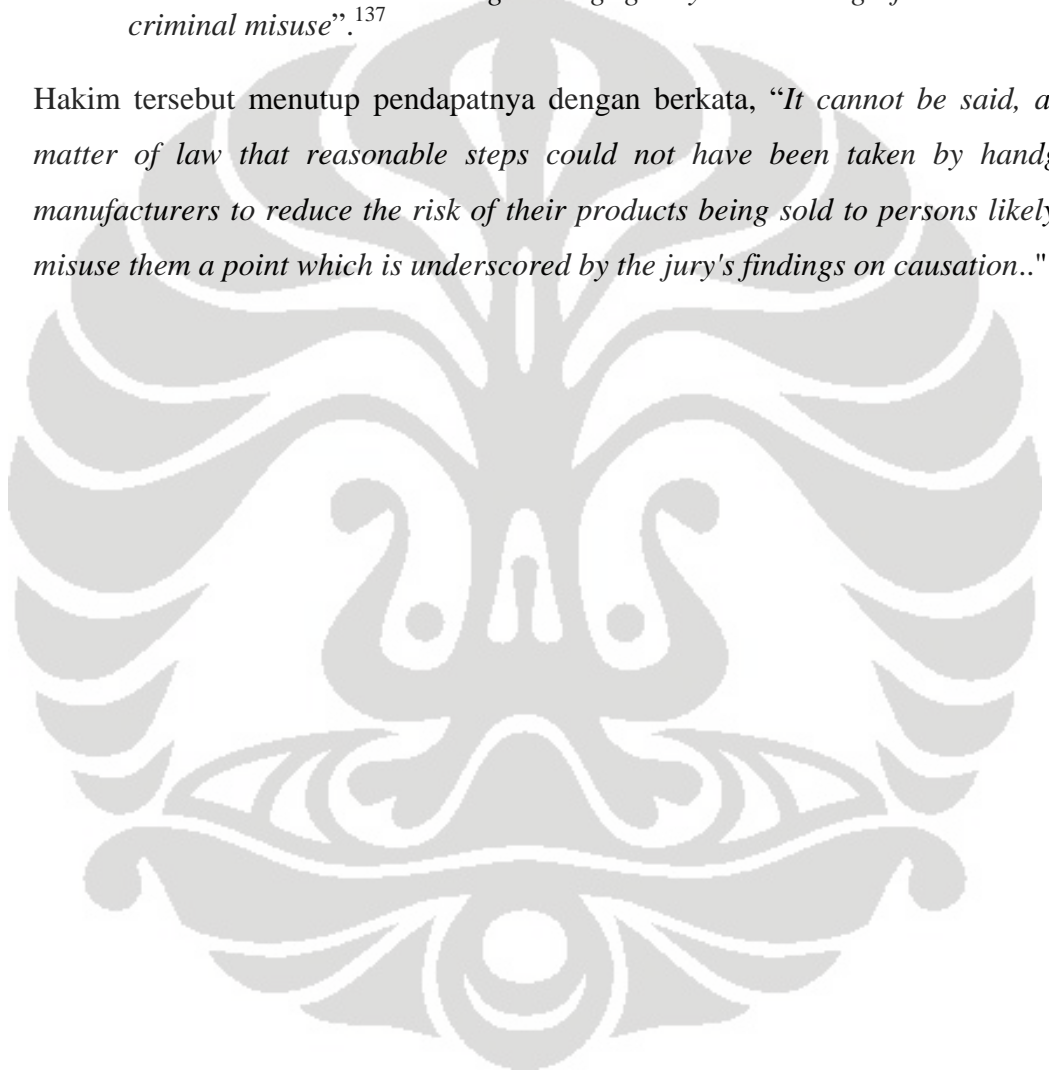 criminal misuse”.137
Hakim tersebut menutup pendapatnya dengan berkata, “It cannot be said,
matter of law that reasonable steps could not have been taken by
manufacturers to reduce the risk of their products being sold to persons likely
misuse them a point which is underscored by the jury's findings on causation.."